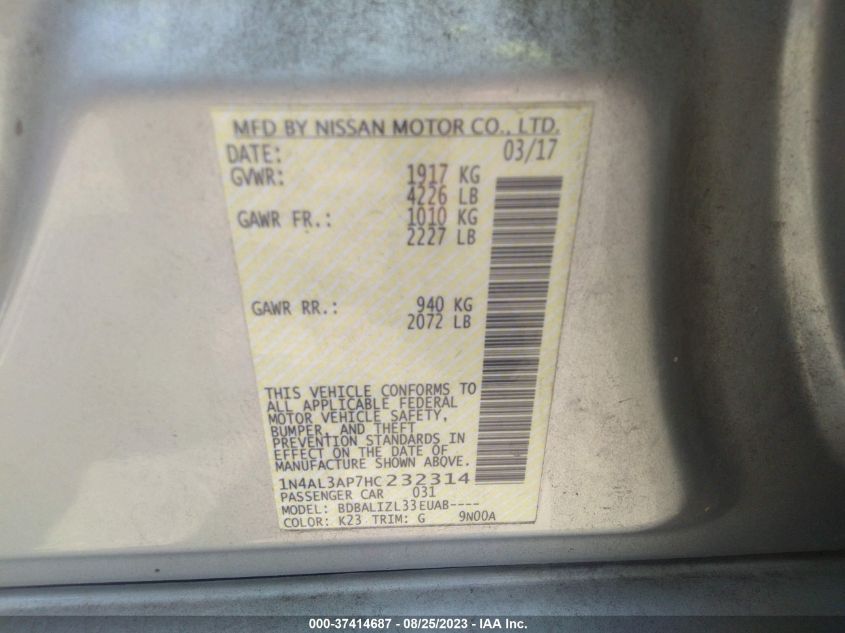 MFD BY NISSAN MOTOR CO., LTD.
DATE: 03/17
GVWR: 1917 KG
4226 LB
GAWR FR.: 1010 KG
2227 LB
GAWR RR.: 940 KG
2072 LB
THIS VEHICLE CONFORMS TO
ALL APPLICABLE FEDERAL
MOTOR VEHICLE SAFETY,
BUMPER, AND THEFT
PREVENTION STANDARDS IN
EFFECT ON THE DATE OF
MANUFACTURE SHOWN ABOVE.
1N4AL3AP7HC232314
PASSENGER CAR 031
MODEL: BDBALIZL33EUAB----
COLOR: K23 TRIM: G 9N00A
000-37414687 - 08/25/2023 - IAA Inc.